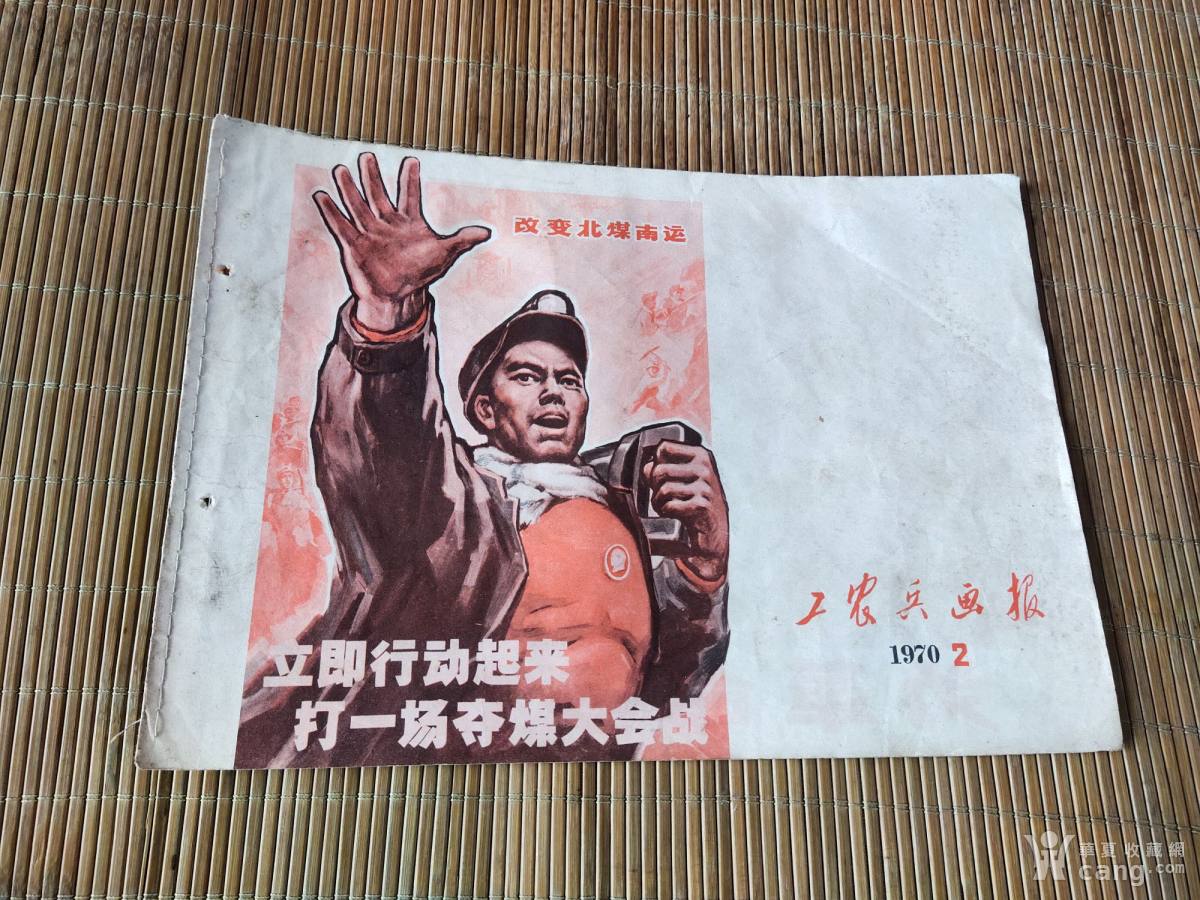 改变北煤南运
立即行动起来
打一场夺煤大会战
工农兵画报
1970 2
華夏收藏網
cang.com